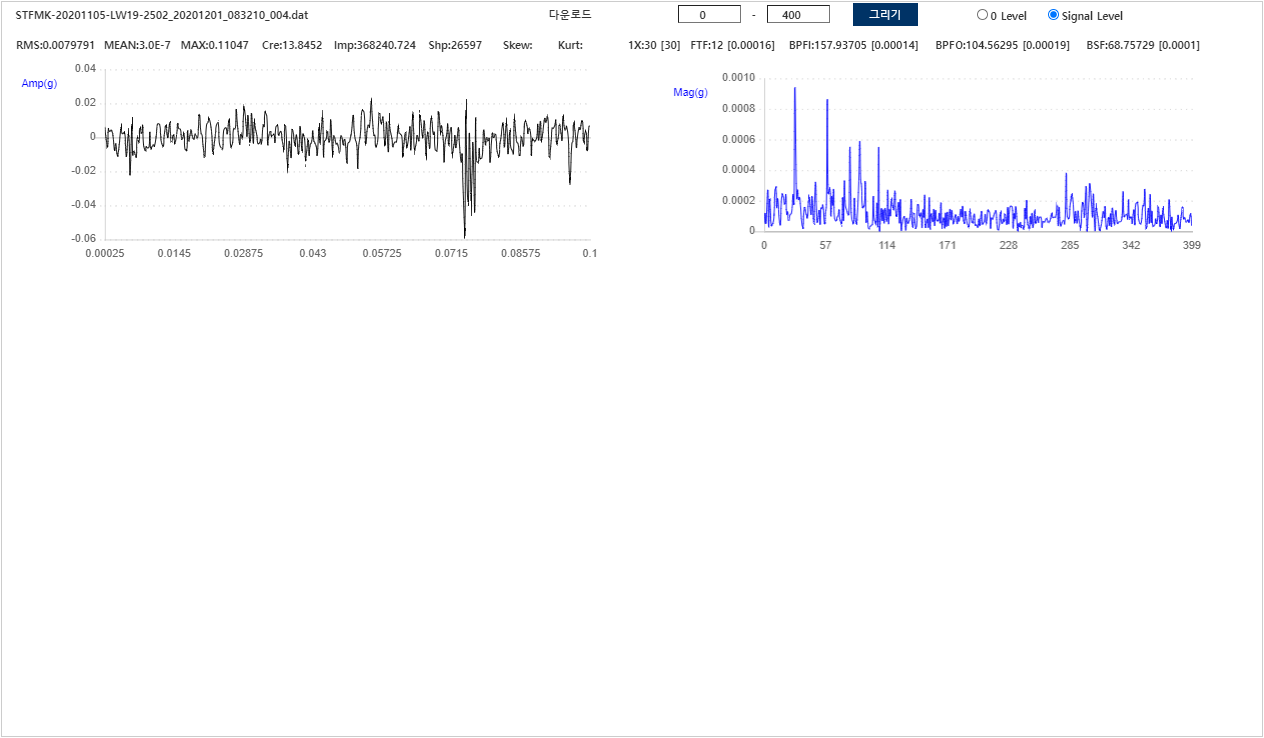 STFMK-20201105-LW19-2502_20201201_083210_004.dat 다운로드 0 - 400 그리기 0 Level Signal Level
RMS:0.0079791 MEAN:3.0E-7 MAX:0.11047 Cre:13.8452 Imp:368240.724 Shp:26597 Skew: Kurt: 1X:30 [30] FTF:12 [0.00016] BPFI:157.93705 [0.00014] BPFO:104.56295 [0.00019] BSF:68.75729 [0.0001]
Amp(g)
0.04
0.02
0
-0.02
-0.04
-0.06
0.00025 0.0145 0.02875 0.043 0.05725 0.0715 0.08575 0.1
Mag(g)
0.0010
0.0008
0.0006
0.0004
0.0002
0
0 57 114 171 228 285 342 399